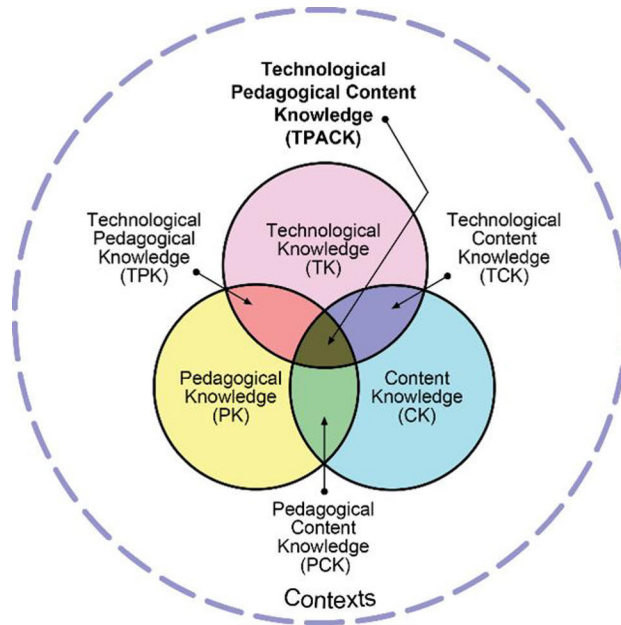 Technological
Pedagogical Content
Knowledge
(TPACK)
Technological
Pedagogical
Knowledge
(TPK)
Technological
Knowledge
(TK)
Technological
Content
Knowledge
(TCK)
Pedagogical
Knowledge
(PK)
Content
Knowledge
(CK)
Pedagogical
Content
Knowledge
(PCK)
Contexts